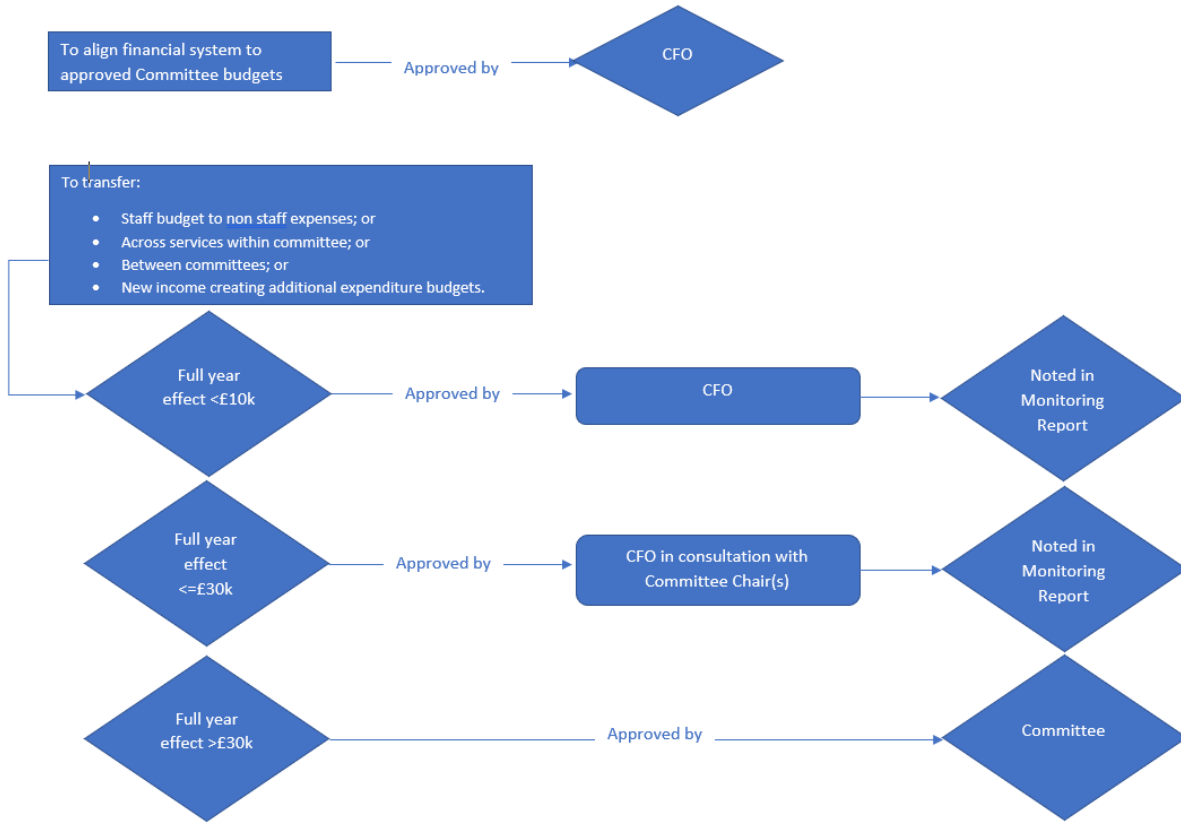 To align financial system to
approved Committee budgets
Approved by
CFO
To transfer:
• Staff budget to non staff expenses; or
• Across services within committee; or
• Between committees; or
• New income creating additional expenditure budgets.
Full year
effect <£10k
Approved by
CFO
Noted in
Monitoring
Report
Full year
effect
<=£30k
Approved by
CFO in consultation with
Committee Chair(s)
Noted in
Monitoring
Report
Full year
effect >£30k
Approved by
Committee